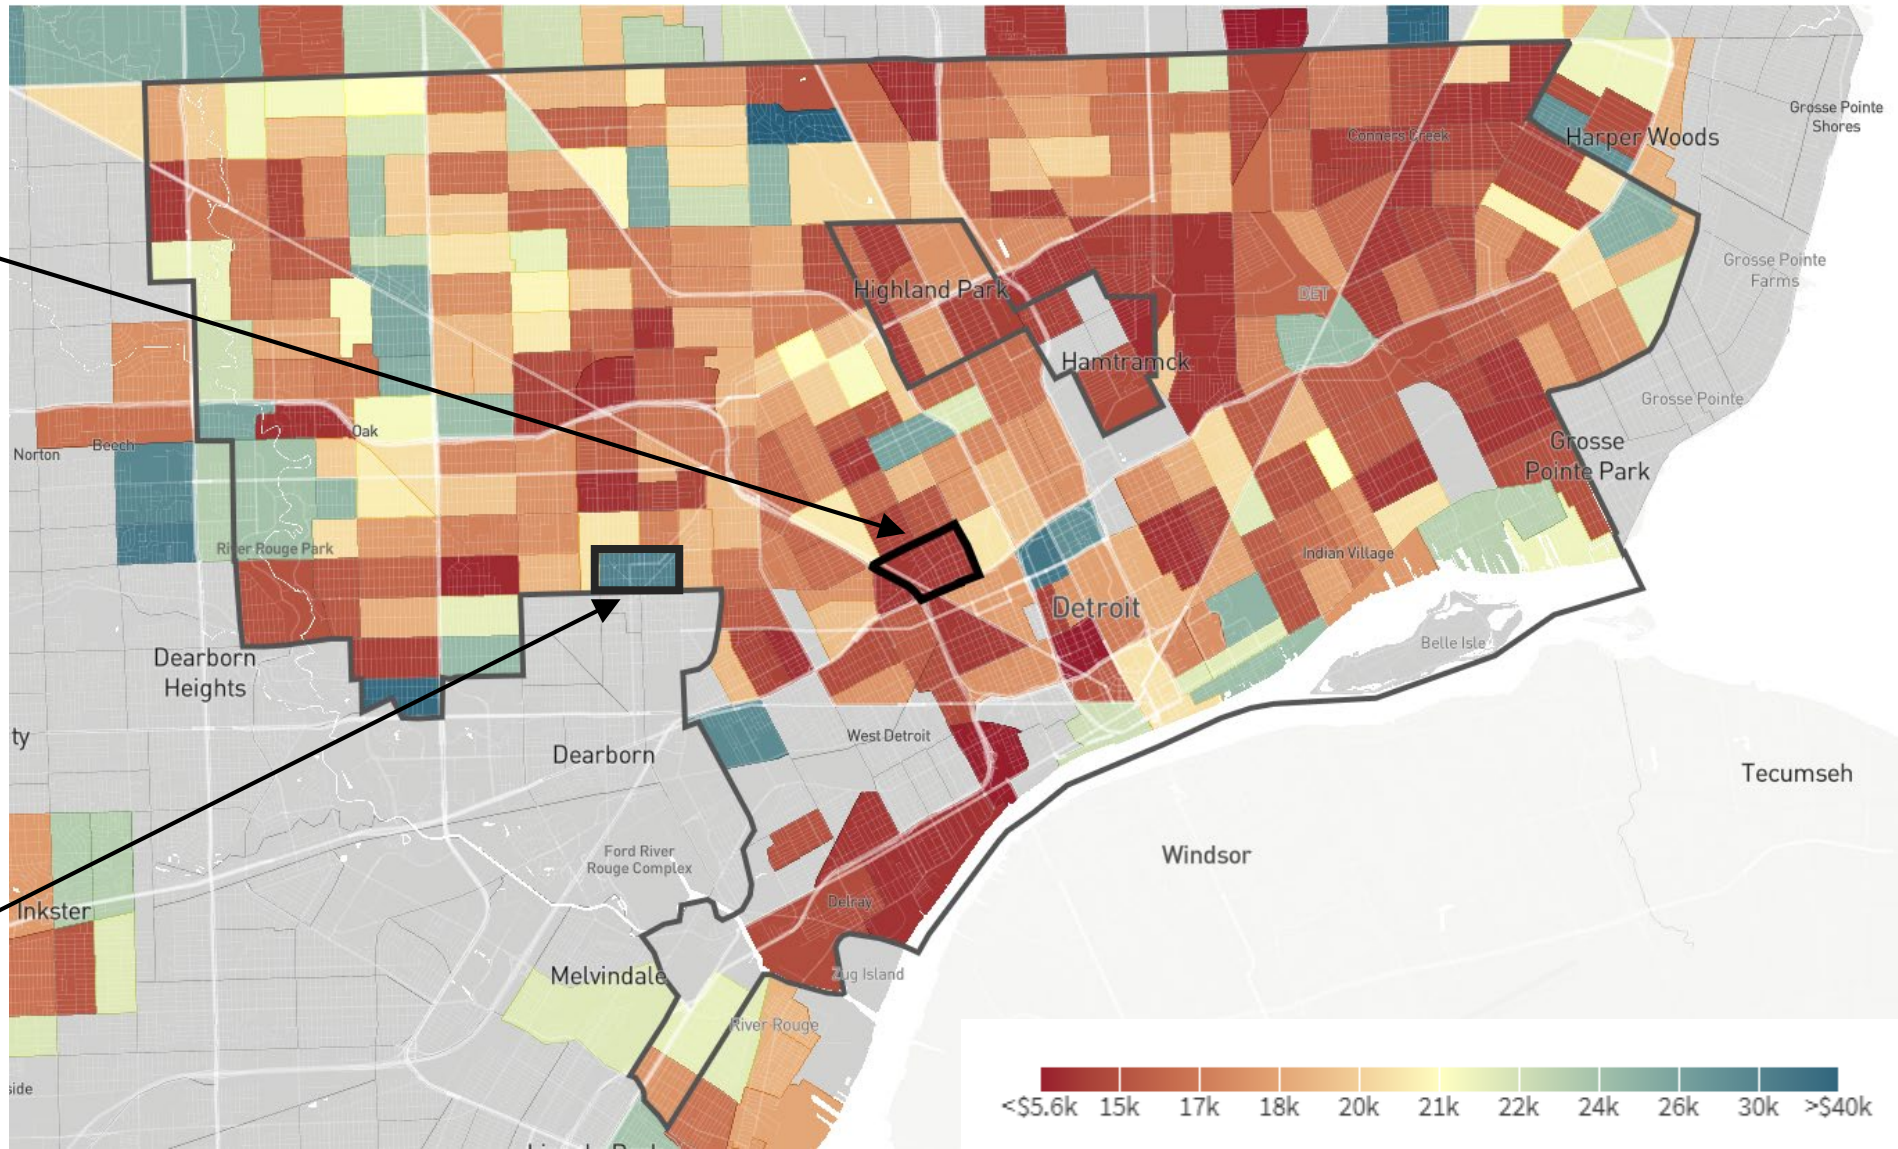 Grosse Pointe
Shores
Conners Creek
Harper Woods
Grosse Pointe
Farms
Highland Park
DET
Hamtramck
Grosse Pointe
Oak
Norton
Beech
Grosse
Pointe Park
River Rouge Park
Indian Village
Detroit
Belle Isle
Dearborn
Heights
ty
West Detroit
Dearborn
Tecumseh
Windsor
Ford River
Rouge Complex
Inkster
Delray
Melvindale
Zug Island
River Rouge
side
<$5.6k 15k 17k 18k 20k 21k 22k 24k 26k 30k >$40k